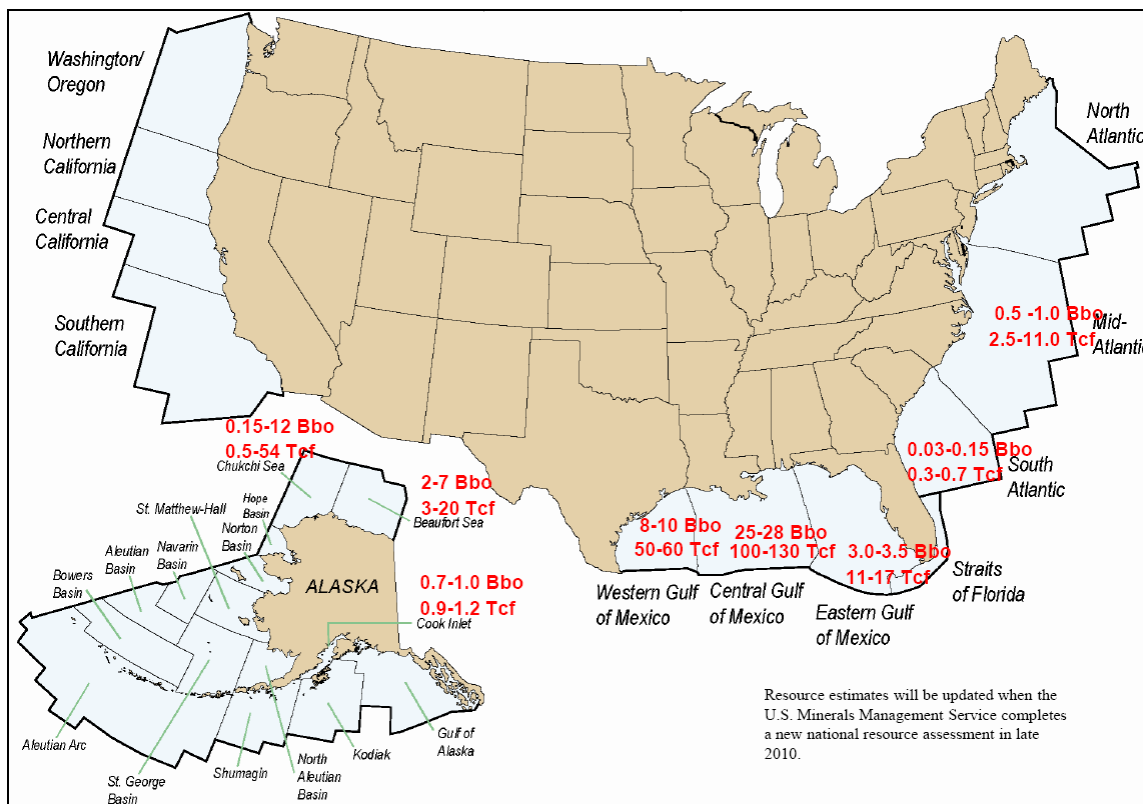 Washington/
Oregon
Northern
California
Central
California
Southern
California
North
Atlantic
0.5 -1.0 Bbo
2.5-11.0 Tcf
Mid-
Atlantic
0.03-0.15 Bbo
0.3-0.7 Tcf
South
Atlantic
0.15-12 Bbo
0.5-54 Tcf
Chukchi Sea
2-7 Bbo
3-20 Tcf
Beaufort Sea
8-10 Bbo
50-60 Tcf
25-28 Bbo
100-130 Tcf
3.0-3.5 Bbo
11-17 Tcf
Straits
of Florida
Western Gulf
of Mexico
Central Gulf
of Mexico
Eastern Gulf
of Mexico
St. Matthew-Hall
Hope
Basin
Norton
Basin
Navarin
Basin
Aleutian
Basin
Bowers
Basin
ALASKA
0.7-1.0 Bbo
0.9-1.2 Tcf
Cook Inlet
Aleutian Arc
St. George
Basin
Shumagin
North
Aleutian
Basin
Kodiak
Gulf of
Alaska
Resource estimates will be updated when the
U.S. Minerals Management Service completes
a new national resource assessment in late
2010.